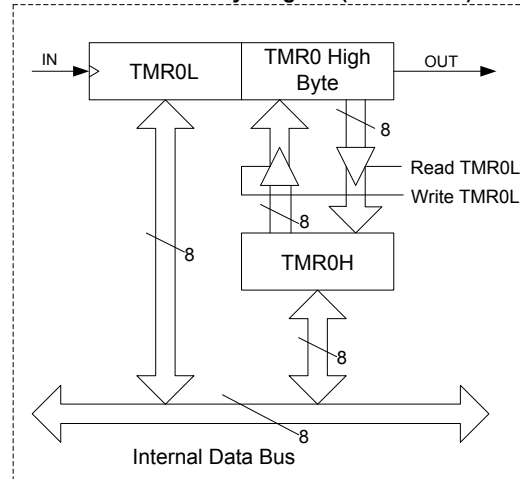 IN
TMR0L
TMR0 High
Byte
OUT
8
Read TMR0L
Write TMR0L
8
8
TMR0H
8
8
Internal Data Bus